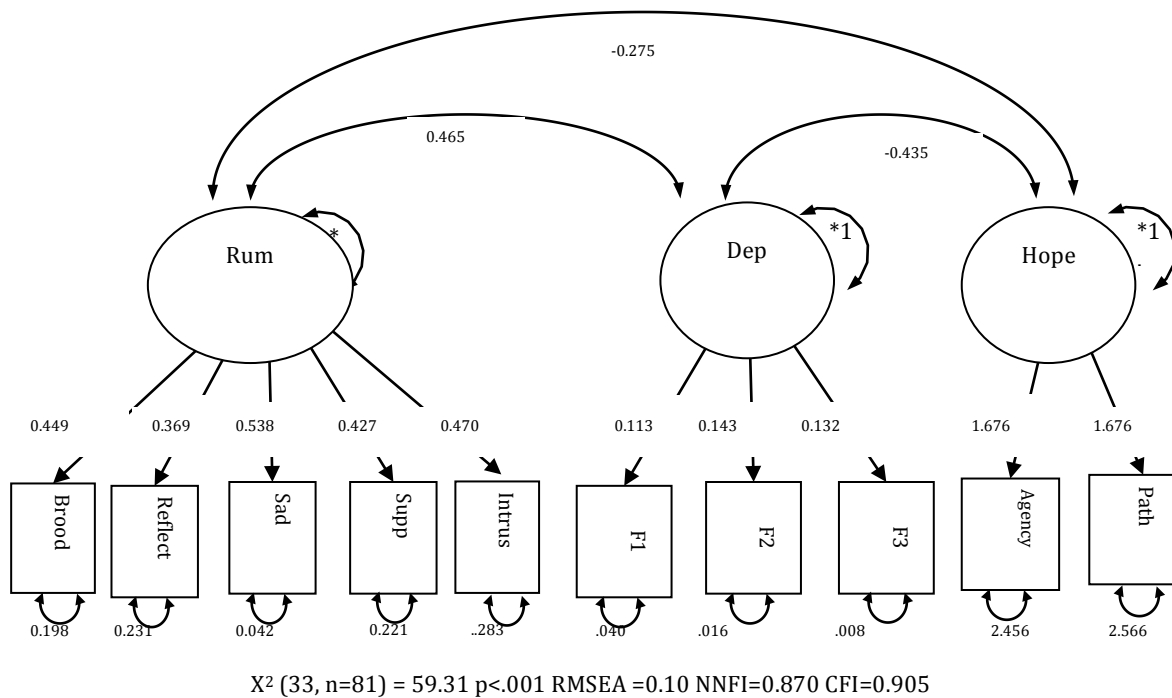 -0.275
0.465
-0.435
Rum
*
Dep
*1
Hope
*1
.
0.449 0.369 0.538 0.427 0.470 0.113 0.143 0.132 1.676 1.676
Brood
Reflect
Sad
Supp
Intrus
F1
F2
F3
Agency
Path
0.198 0.231 0.042 0.221 ..283 .040 .016 .008 2.456 2.566
X² (33, n=81) = 59.31 p<.001 RMSEA =0.10 NNFI=0.870 CFI=0.905